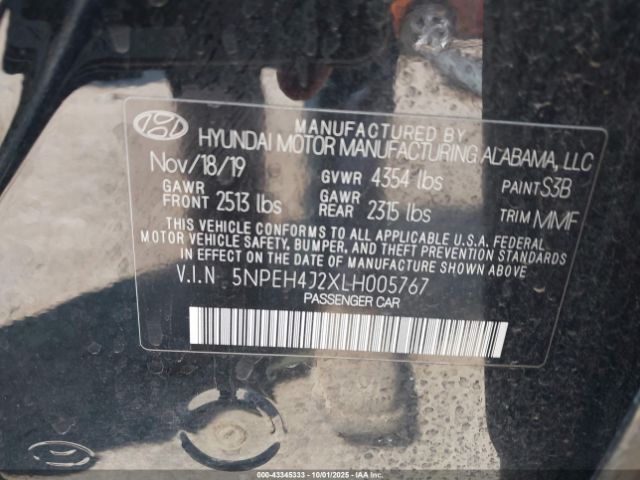 MANUFACTURED BY
HYUNDAI MOTOR MANUFACTURING ALABAMA, LLC
Nov/18/19 GVWR 4354 lbs PAINT S3B
GAWR FRONT 2513 lbs GAWR REAR 2315 lbs TRIM MMF
THIS VEHICLE CONFORMS TO ALL APPLICABLE U.S.A. FEDERAL
MOTOR VEHICLE SAFETY, BUMPER, AND THEFT PREVENTION STANDARDS
IN EFFECT ON THE DATE OF MANUFACTURE SHOWN ABOVE.
V.I.N 5NPEH4J2XLH005767
PASSENGER CAR
000-43345333 - 10/01/2025 - IAA Inc.